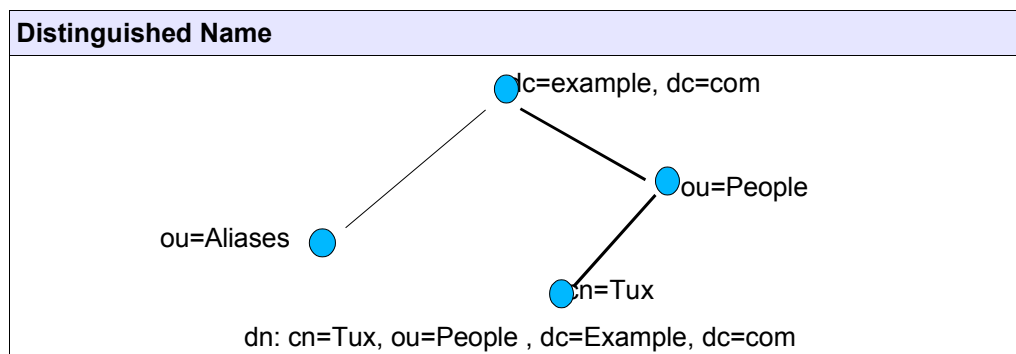 Distinguished Name
dc=example, dc=com
ou=People
ou=Aliases
cn=Tux
dn: cn=Tux, ou=People , dc=Example, dc=com